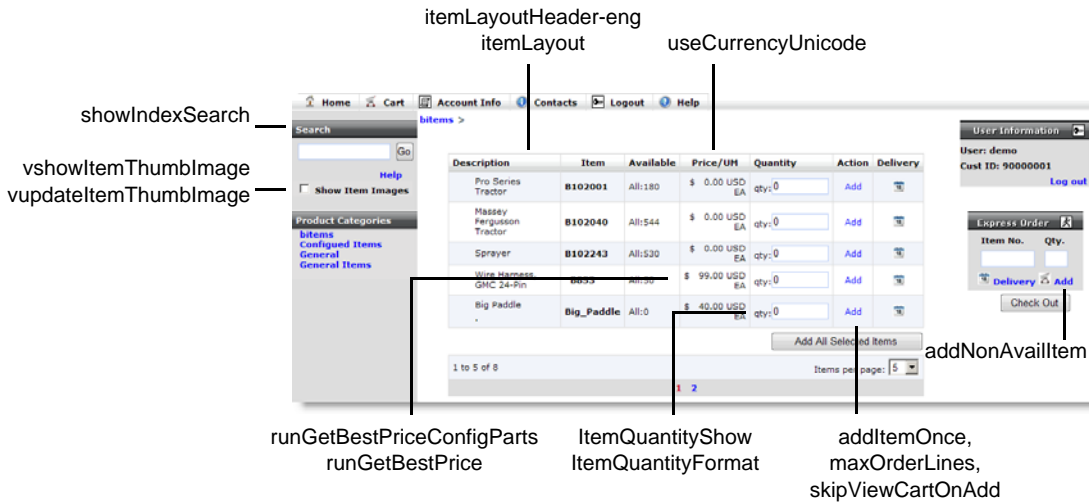 itemLayoutHeader-eng
itemLayout
useCurrencyUnicode
showIndexSearch
vshowItemThumbImage
vupdateItemThumbImage
Home Cart Account Info Contacts Logout Help
Search
Go
Help
Show Item Images
Product Categories
bitems
Configued Items
General
General Items
bitems >
Description Item Available Price/UM Quantity Action Delivery
Pro Series Tractor B102001 All:180 $ 0.00 USD EA qty: 0 Add
Massey Fergusson Tractor B102040 All:544 $ 0.00 USD EA qty: 0 Add
Sprayer B102243 All:530 $ 0.00 USD EA qty: 0 Add
Wire Harness, GMC 24-Pin $ 99.00 USD EA qty: 0 Add
Big Paddle , Big_Paddle All:0 $ 40.00 USD EA qty: 0 Add
Add All Selected Items
1 to 5 of 8
Items per page: 5
1 2
User Information
User: demo
Cust ID: 90000001
Log out
Express Order
Item No. Qty.
Delivery Add
Check Out
addNonAvailItem
runGetBestPriceConfigParts
runGetBestPrice
ItemQuantityShow
ItemQuantityFormat
addItemOnce,
maxOrderLines,
skipViewCartOnAdd